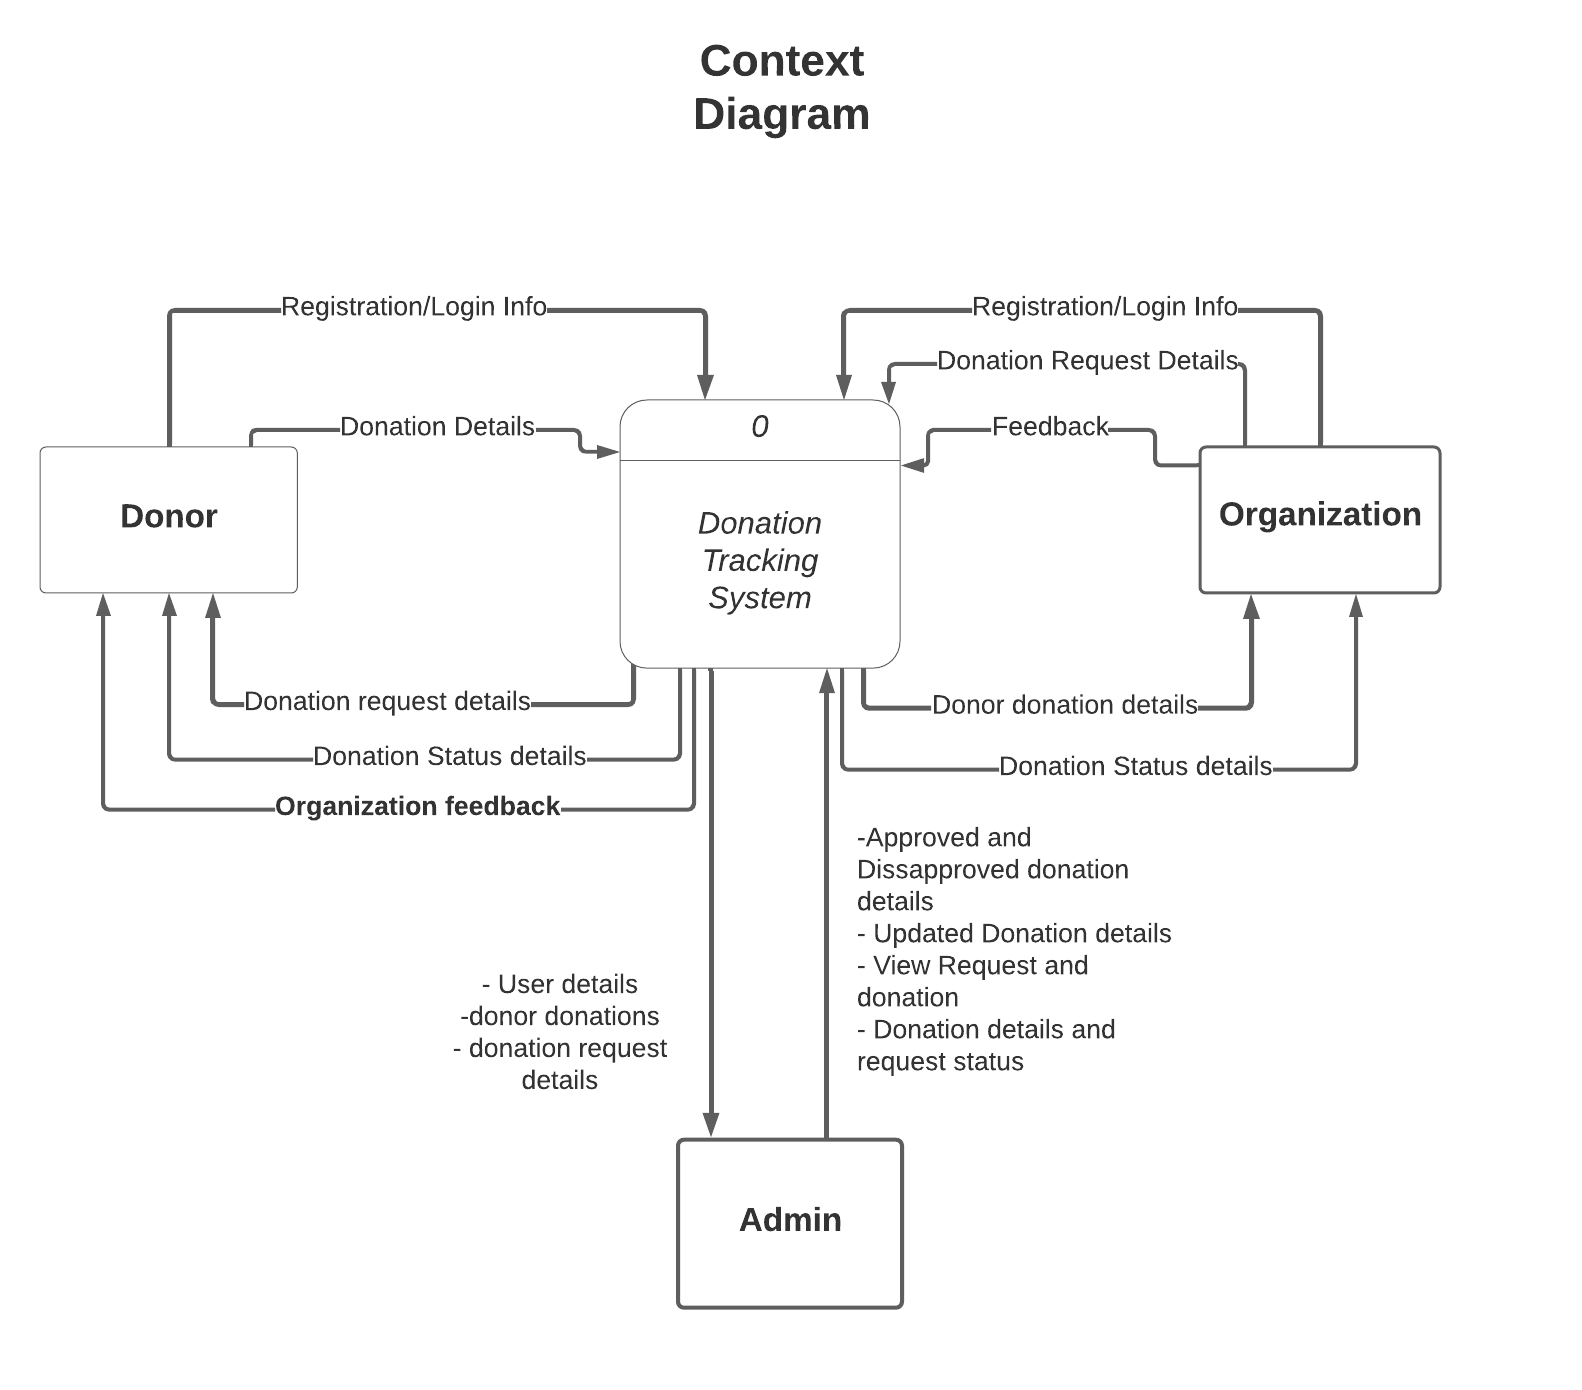 Context
Diagram
Registration/Login Info
Registration/Login Info
Donation Request Details
Donation Details
0
Feedback
Donor
Donation
Tracking
System
Organization
Donation request details
Donor donation details
Donation Status details
Donation Status details
Organization feedback
-Approved and
Dissapproved donation
details
- Updated Donation details
- View Request and
donation
- Donation details and
request status
- User details
-donor donations
- donation request
details
Admin